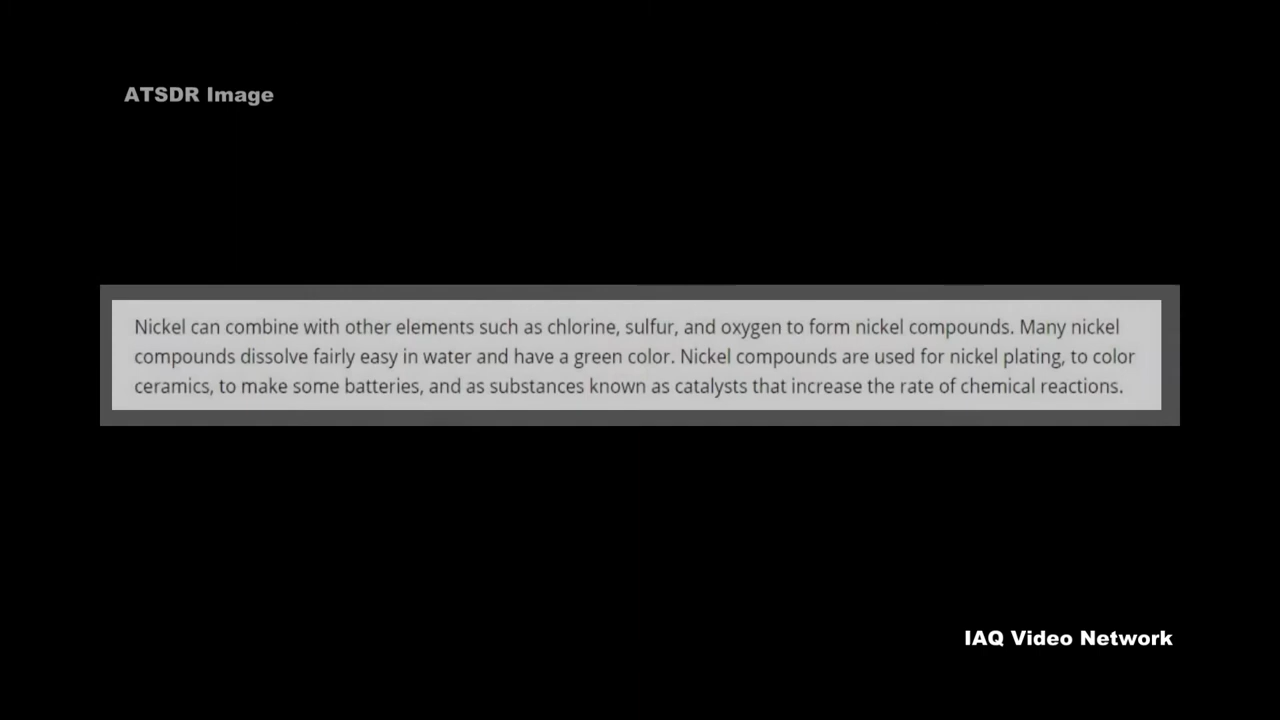 ATSDR Image
Nickel can combine with other elements such as chlorine, sulfur, and oxygen to form nickel compounds. Many nickel
compounds dissolve fairly easy in water and have a green color. Nickel compounds are used for nickel plating, to color
ceramics, to make some batteries, and as substances known as catalysts that increase the rate of chemical reactions.
IAQ Video Network